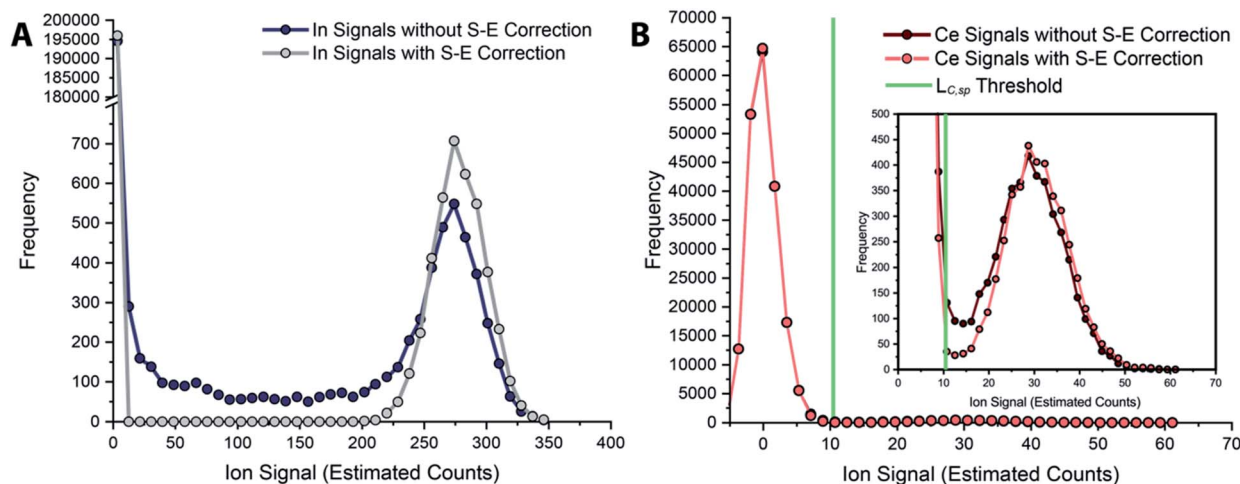 A
200000
195000
190000
185000
180000
700
600
500
400
300
200
100
0
Frequency
In Signals without S-E Correction
In Signals with S-E Correction
0 50 100 150 200 250 300 350 400
Ion Signal (Estimated Counts)
B
70000
65000
60000
55000
50000
45000
40000
35000
30000
25000
20000
15000
10000
5000
0
Frequency
Ce Signals without S-E Correction
Ce Signals with S-E Correction
L_C,sp Threshold
500
450
400
350
300
250
200
150
100
50
0
Frequency
0 10 20 30 40 50 60 70
Ion Signal (Estimated Counts)
0 10 20 30 40 50 60 70
Ion Signal (Estimated Counts)